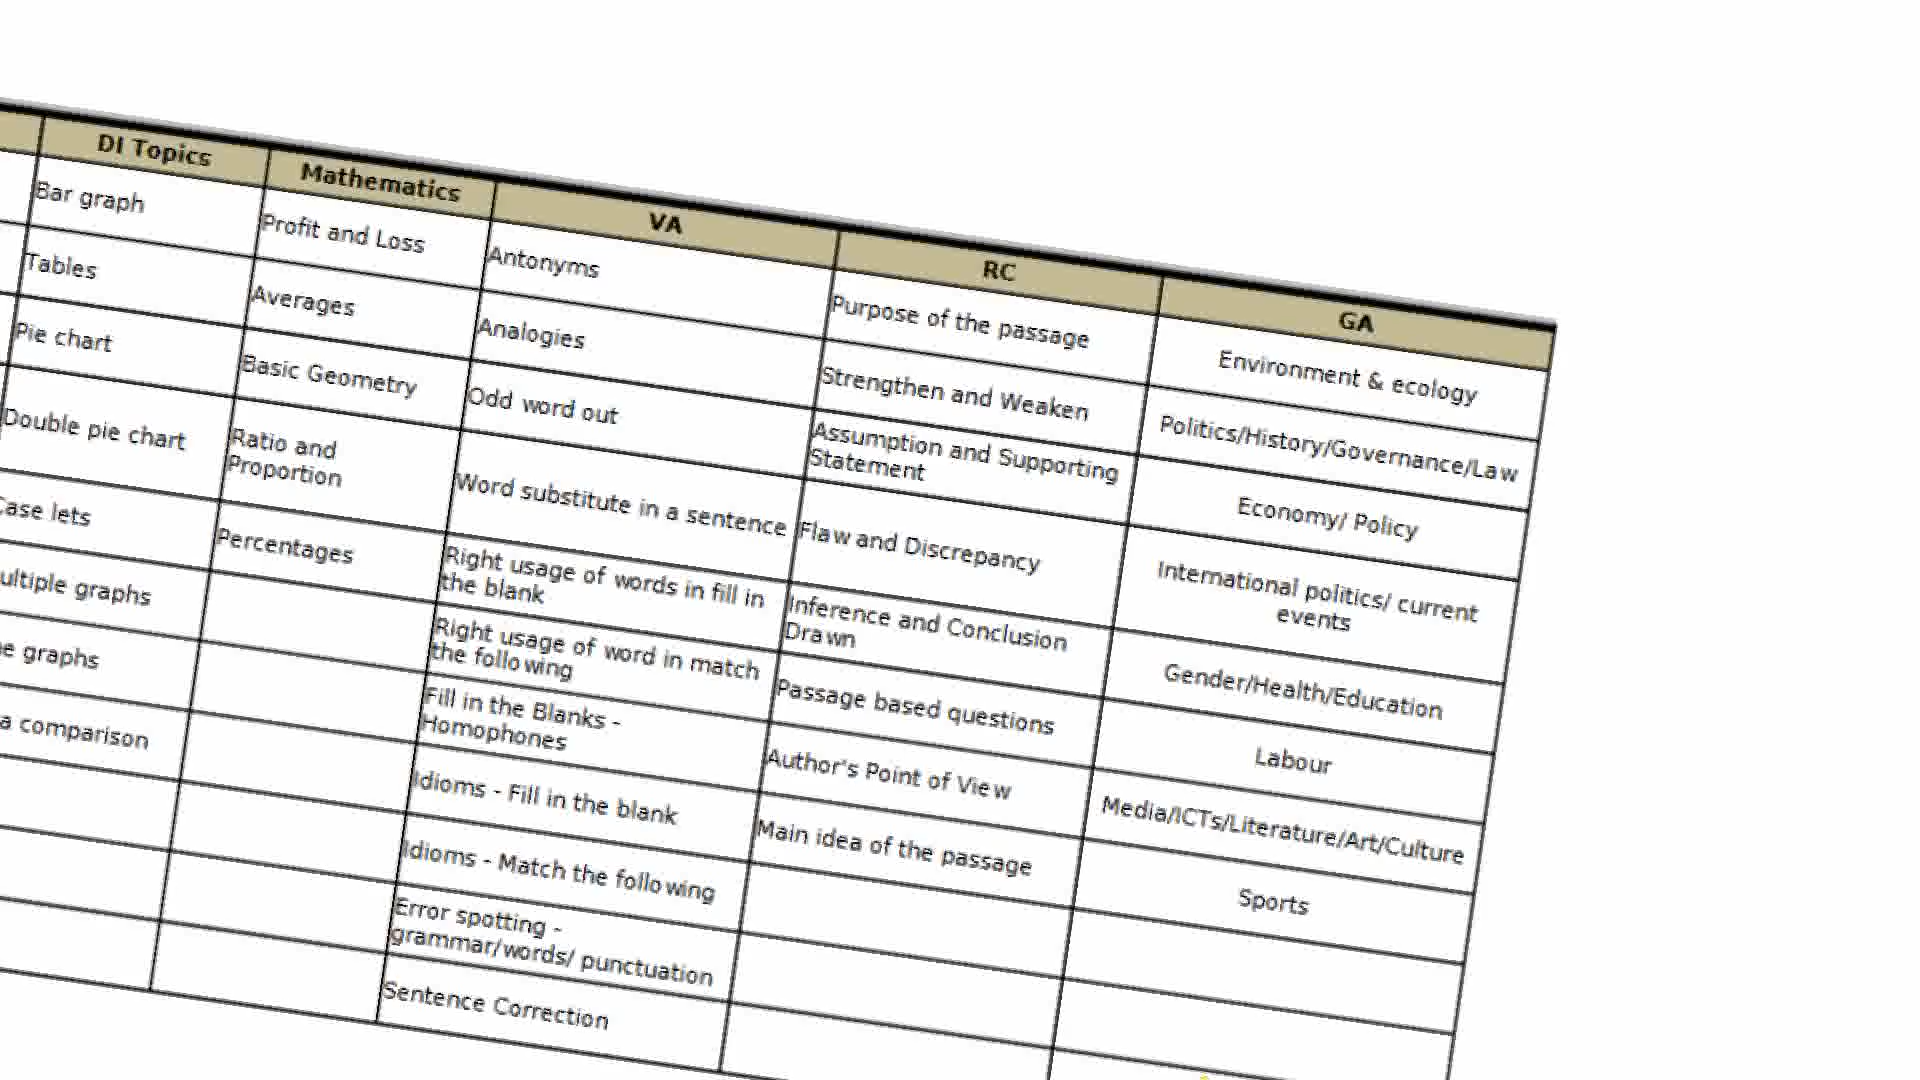 DI Topics
Mathematics
VA
RC
GA
Bar graph
Profit and Loss
Antonyms
Purpose of the passage
Environment & ecology
Tables
Averages
Analogies
Strengthen and Weaken
Politics/History/Governance/Law
Pie chart
Basic Geometry
Odd word out
Assumption and Supporting
Statement
Economy/ Policy
Double pie chart
Ratio and
Proportion
Word substitute in a sentence
Flaw and Discrepancy
International politics/ current
events
Case lets
Percentages
Right usage of words in fill in
the blank
Inference and Conclusion
Drawn
Gender/Health/Education
ultiple graphs
Right usage of word in match
the following
Passage based questions
Labour
e graphs
Fill in the Blanks -
Homophones
Author's Point of View
Media/ICTs/Literature/Art/Culture
a comparison
Idioms - Fill in the blank
Main idea of the passage
Sports
Idioms - Match the following
Error spotting -
grammar/words/ punctuation
Sentence Correction